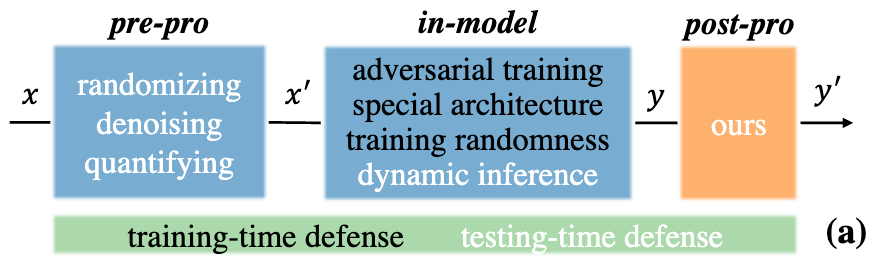 pre-pro in-model post-pro
x
randomizing
denoising
quantifying
x′
adversarial training
special architecture
training randomness
dynamic inference
y
ours
y′
training-time defense testing-time defense
(a)